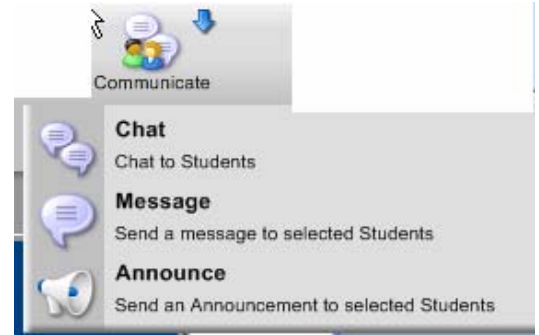 Communicate
Chat
Chat to Students
Message
Send a message to selected Students
Announce
Send an Announcement to selected Students